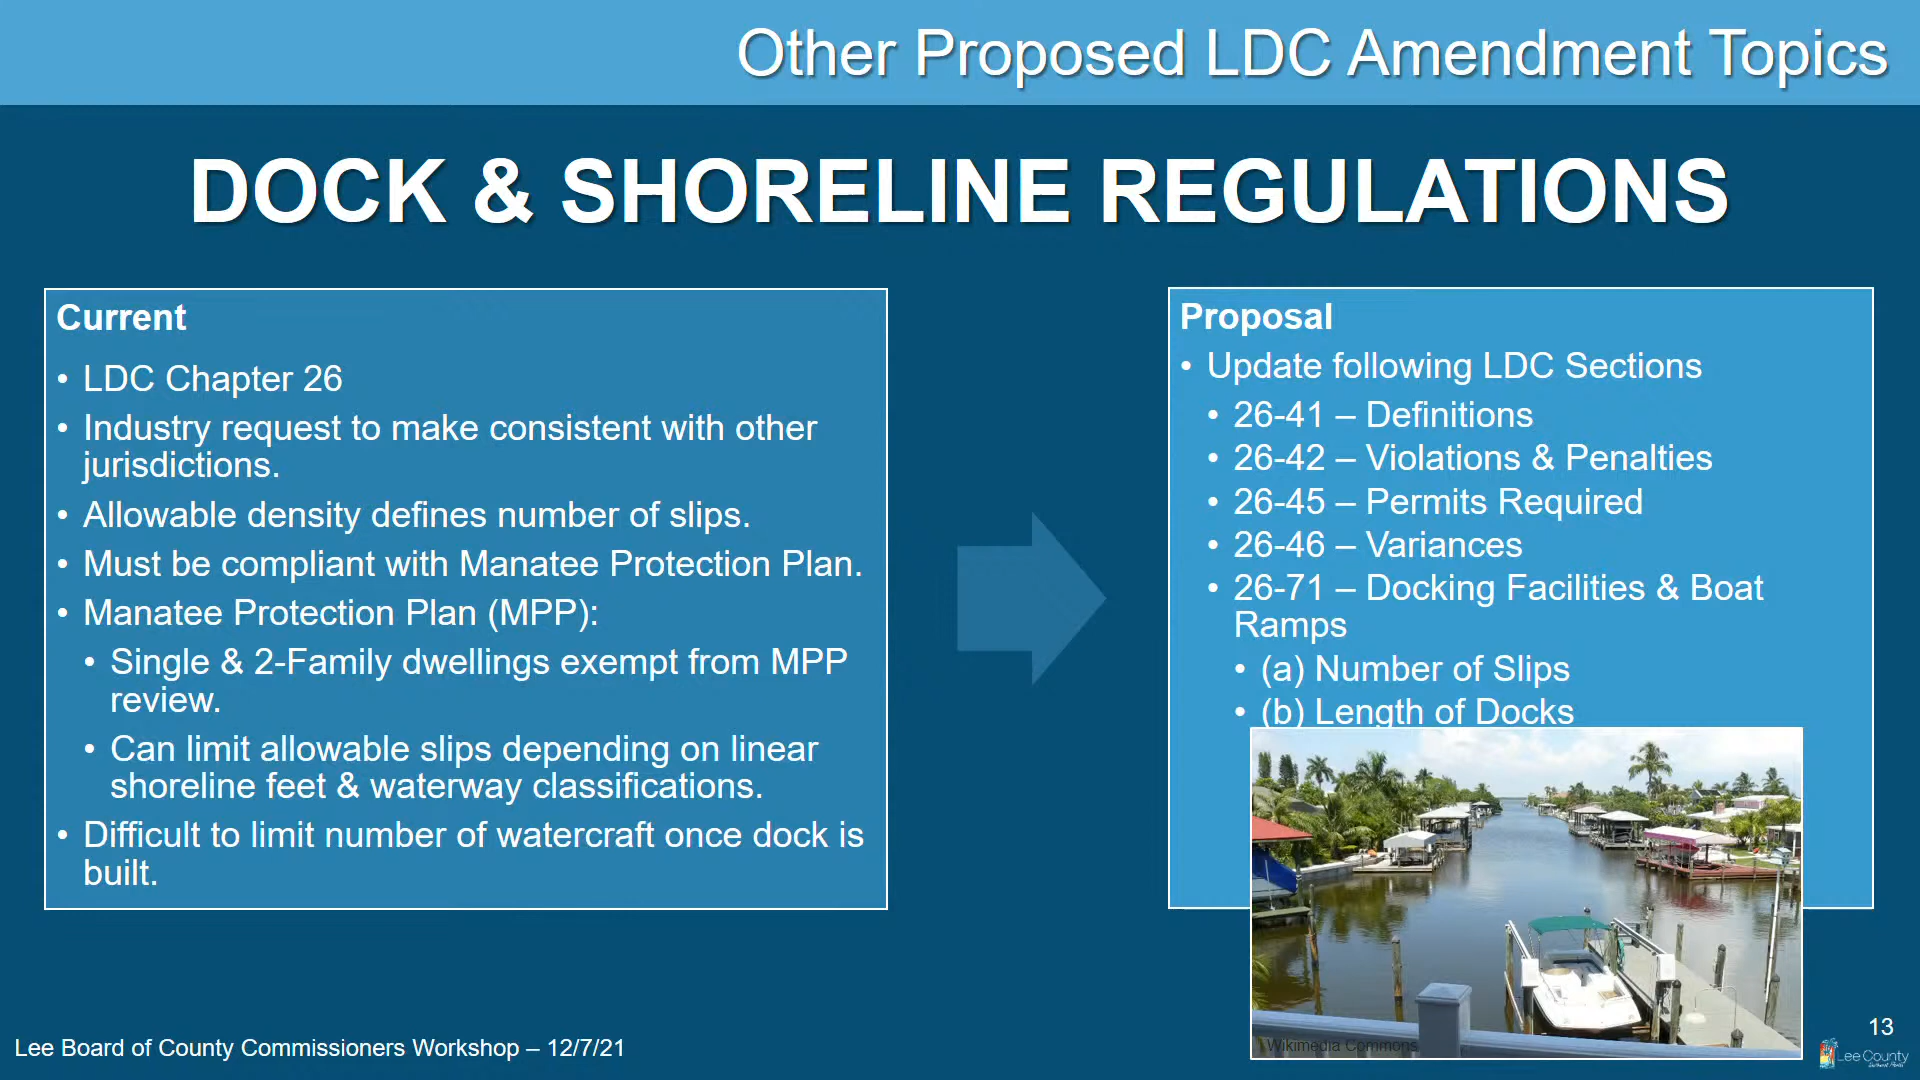 Other Proposed LDC Amendment Topics
DOCK & SHORELINE REGULATIONS
Current
• LDC Chapter 26
• Industry request to make consistent with other
jurisdictions.
• Allowable density defines number of slips.
• Must be compliant with Manatee Protection Plan.
• Manatee Protection Plan (MPP):
• Single & 2-Family dwellings exempt from MPP
review.
• Can limit allowable slips depending on linear
shoreline feet & waterway classifications.
• Difficult to limit number of watercraft once dock is
built.
Proposal
• Update following LDC Sections
• 26-41 – Definitions
• 26-42 – Violations & Penalties
• 26-45 – Permits Required
• 26-46 – Variances
• 26-71 – Docking Facilities & Boat
Ramps
• (a) Number of Slips
• (b) Length of Docks
Wikimedia Commons
Lee Board of County Commissioners Workshop – 12/7/21
13
Lee County